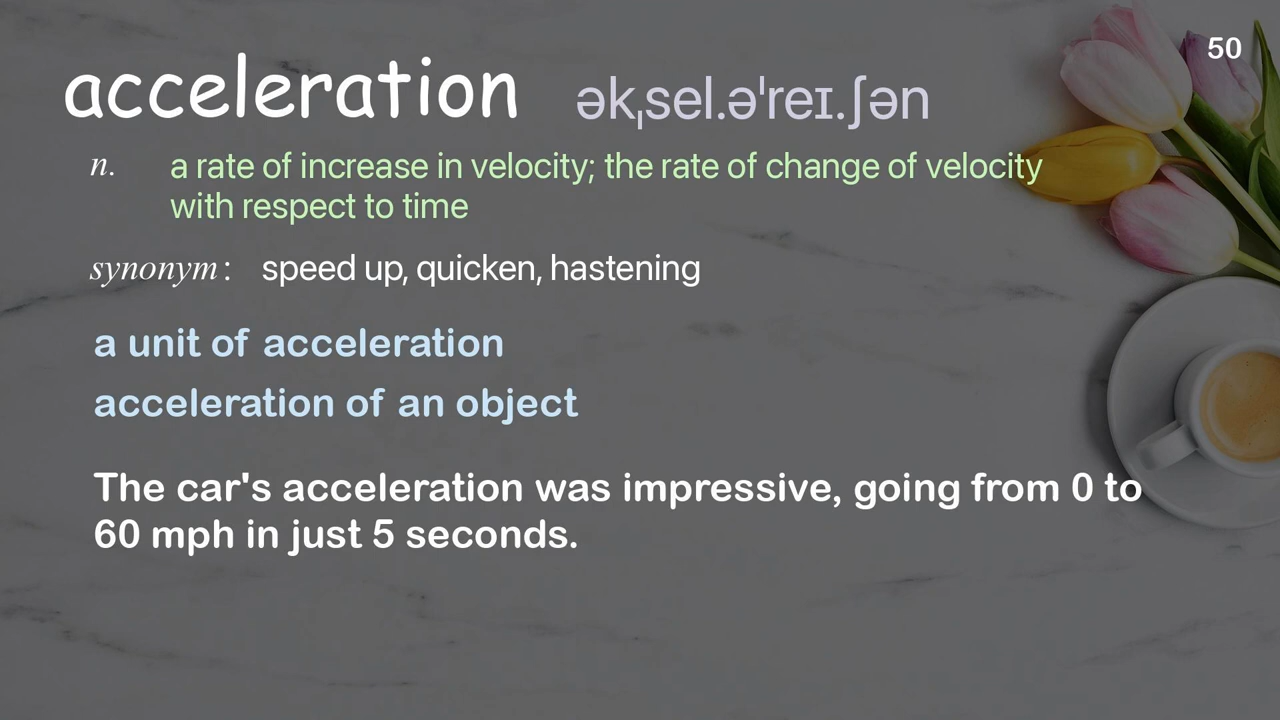 50
acceleration əkˌsel.əˈreɪ.ʃən
n. a rate of increase in velocity; the rate of change of velocity
with respect to time
synonym: speed up, quicken, hastening
a unit of acceleration
acceleration of an object
The car's acceleration was impressive, going from 0 to
60 mph in just 5 seconds.